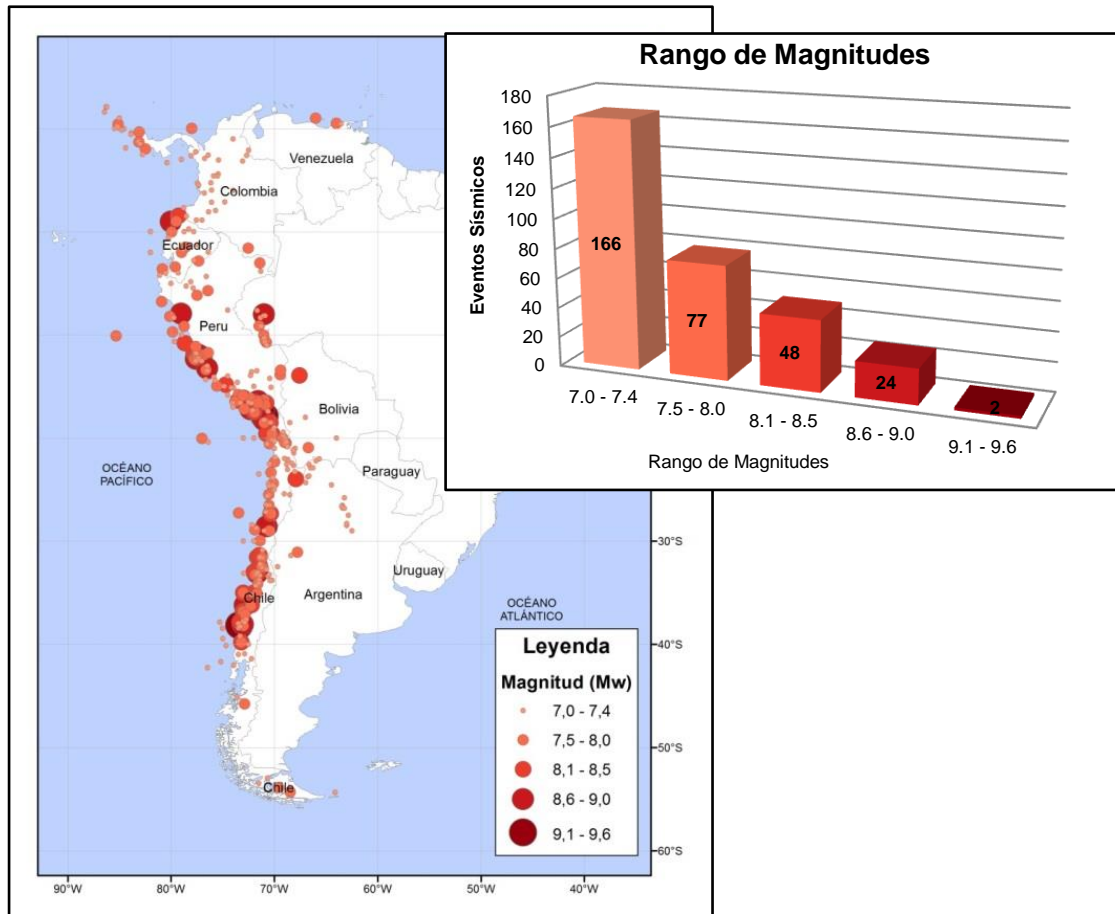 Rango de Magnitudes
Eventos Sísmicos
180
160
140
120
100
80
60
40
20
0
166
77
48
24
2
7.0 - 7.4
7.5 - 8.0
8.1 - 8.5
8.6 - 9.0
9.1 - 9.6
Rango de Magnitudes
Venezuela
Colombia
Ecuador
Peru
Bolivia
OCÉANO
PACÍFICO
Paraguay
Uruguay
Argentina
Chile
OCÉANO
ATLÁNTICO
Chile
30°S
40°S
50°S
60°S
Leyenda
Magnitud (Mw)
7,0 - 7,4
7,5 - 8,0
8,1 - 8,5
8,6 - 9,0
9,1 - 9,6
90°W
80°W
70°W
60°W
50°W
40°W